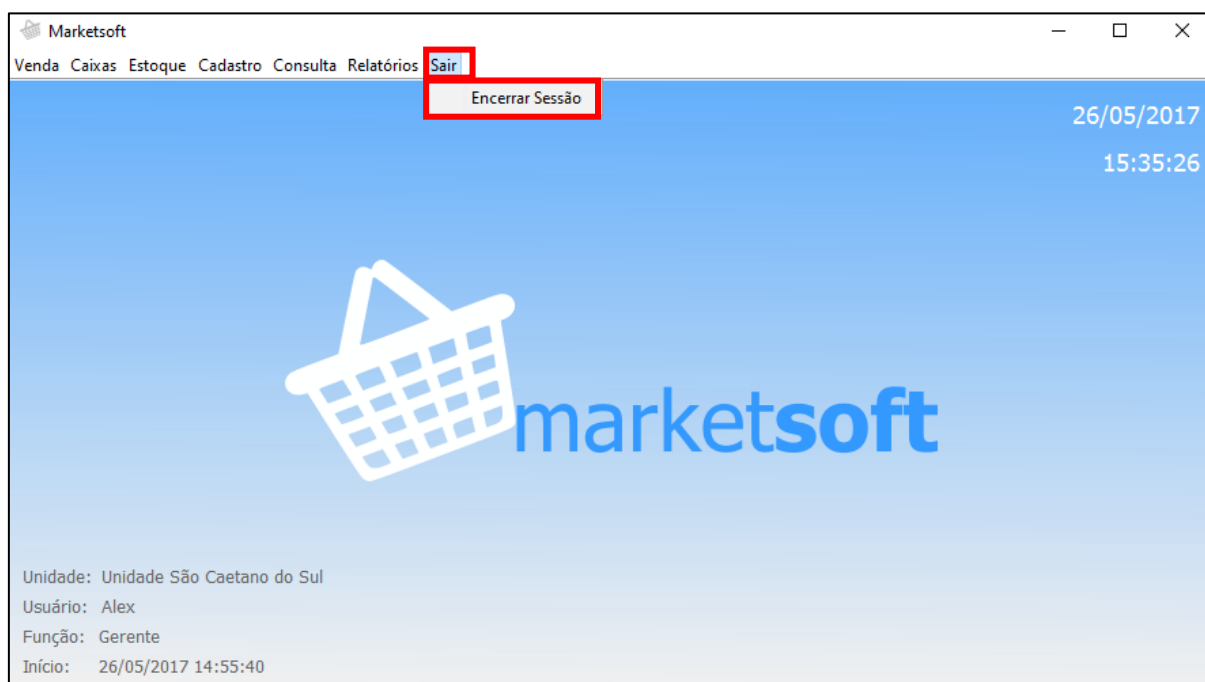 Marketsoft
Venda Caixas Estoque Cadastro Consulta Relatórios Sair
Encerrar Sessão
26/05/2017
15:35:26
marketsoft
Unidade: Unidade São Caetano do Sul
Usuário: Alex
Função: Gerente
Início: 26/05/2017 14:55:40